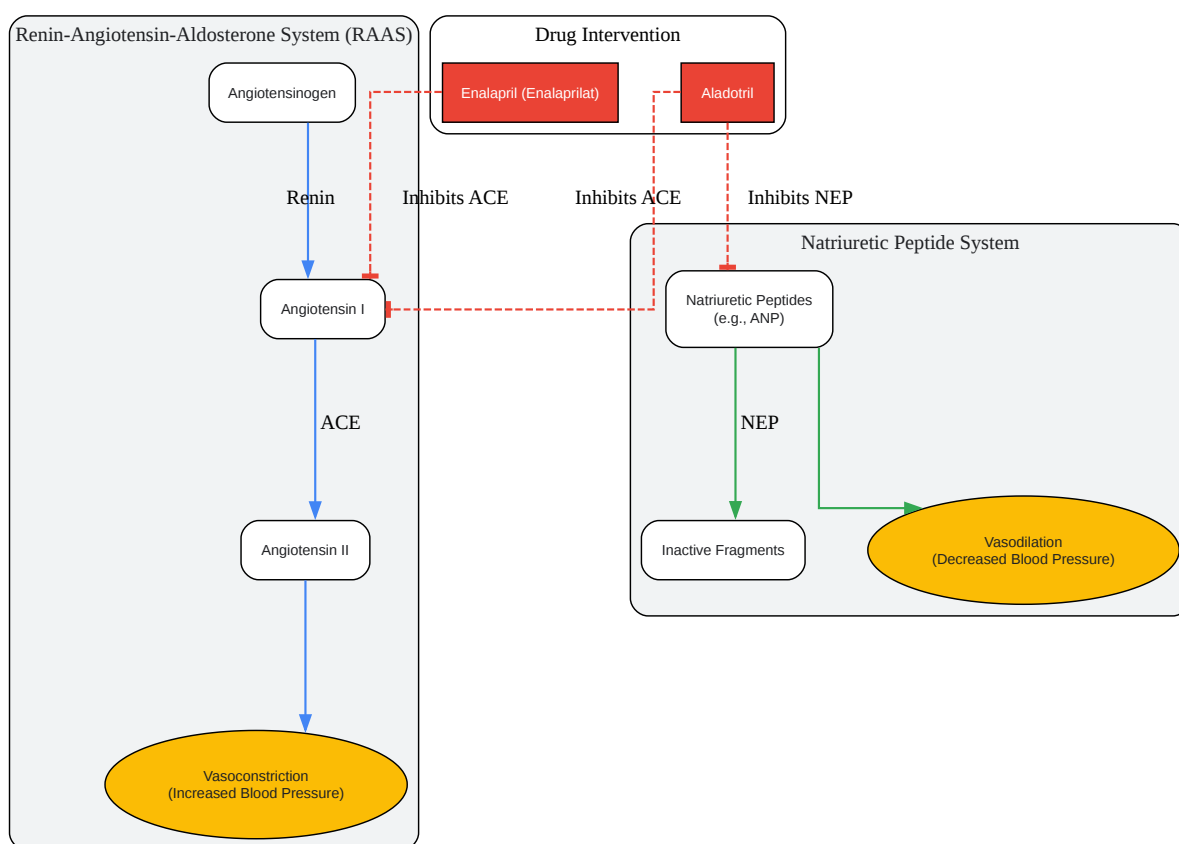 Renin-Angiotensin-Aldosterone System (RAAS)
Drug Intervention
Angiotensinogen
Enalapril (Enalaprilat)
Aladotril
Renin
Inhibits ACE
Inhibits ACE
Inhibits NEP
Natriuretic Peptide System
Angiotensin I
Natriuretic Peptides
(e.g., ANP)
ACE
NEP
Angiotensin II
Inactive Fragments
Vasodilation
(Decreased Blood Pressure)
Vasoconstriction
(Increased Blood Pressure)